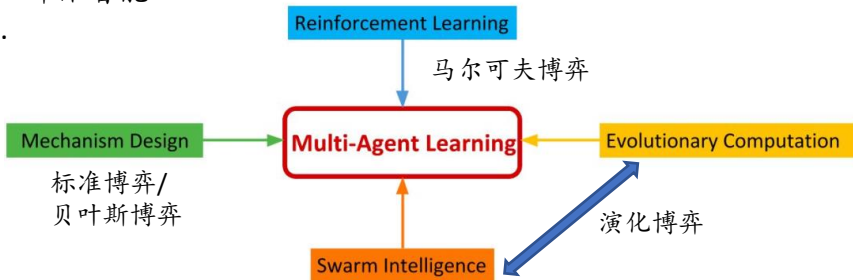 .
Reinforcement Learning
马尔可夫博弈
Mechanism Design
Multi-Agent Learning
Evolutionary Computation
标准博弈/
贝叶斯博弈
演化博弈
Swarm Intelligence